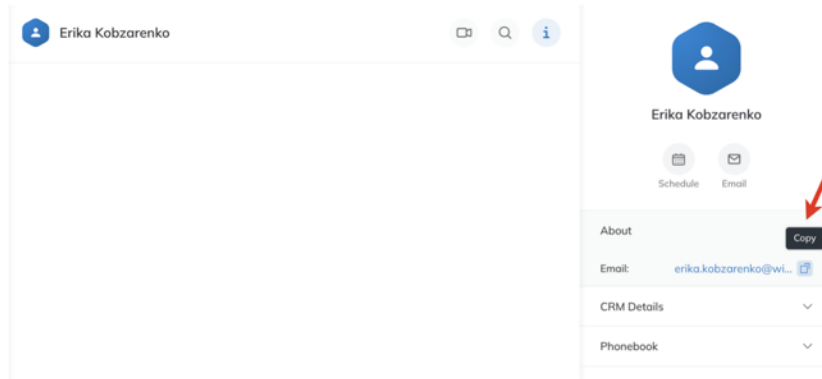 Erika Kobzarenko
Erika Kobzarenko
Schedule Email
About
Copy
Email: erika.kobzarenko@wi...
CRM Details
Phonebook